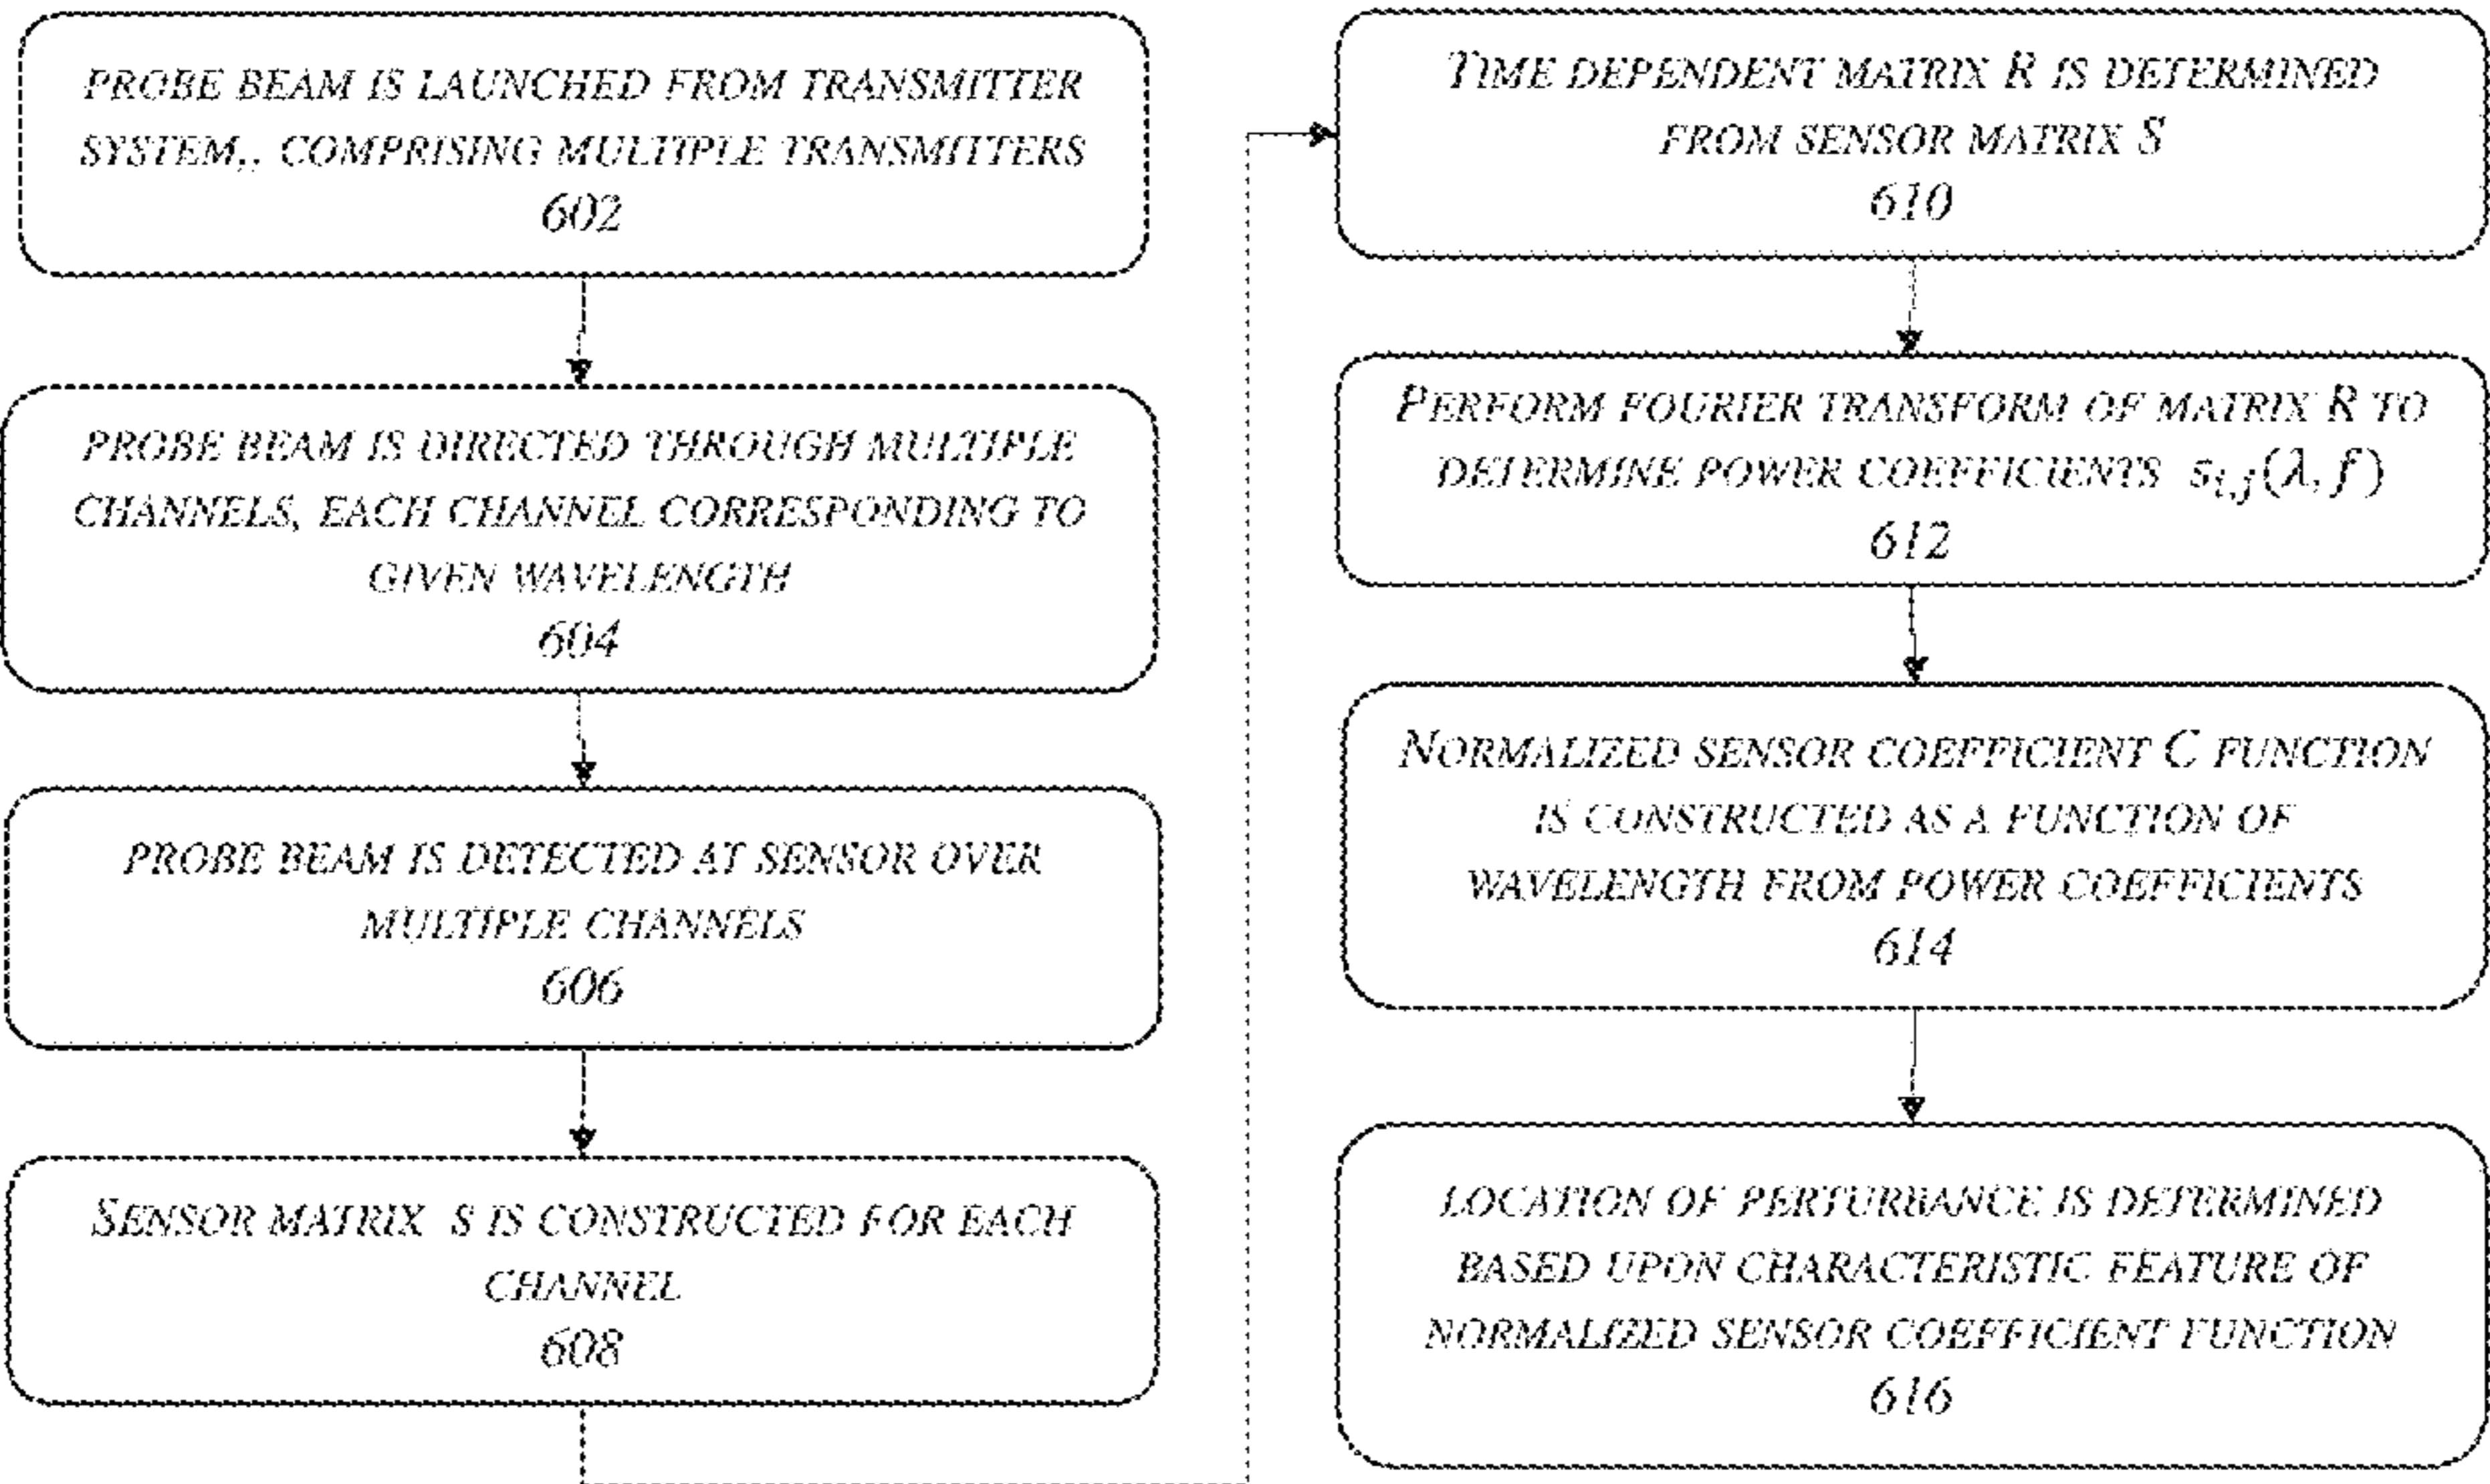 PROBE BEAM IS LAUNCHED FROM TRANSMITTER
SYSTEM,, COMPRISING MULTIPLE TRANSMITTERS
602
PROBE BEAM IS DIRECTED THROUGH MULTIPLE
CHANNELS, EACH CHANNEL CORRESPONDING TO
GIVEN WAVELENGTH
604
PROBE BEAM IS DETECTED AT SENSOR OVER
MULTIPLE CHANNELS
606
SENSOR MATRIX S IS CONSTRUCTED FOR EACH
CHANNEL
608
TIME DEPENDENT MATRIX R IS DETERMINED
FROM SENSOR MATRIX S
610
PERFORM FOURIER TRANSFORM OF MATRIX R TO
DETERMINE POWER COEFFICIENTS s_{i,j}(λ, f)
612
NORMALIZED SENSOR COEFFICIENT C FUNCTION
IS CONSTRUCTED AS A FUNCTION OF
WAVELENGTH FROM POWER COEFFICIENTS
614
LOCATION OF PERTURBANCE IS DETERMINED
BASED UPON CHARACTERISTIC FEATURE OF
NORMALIZED SENSOR COEFFICIENT FUNCTION
616